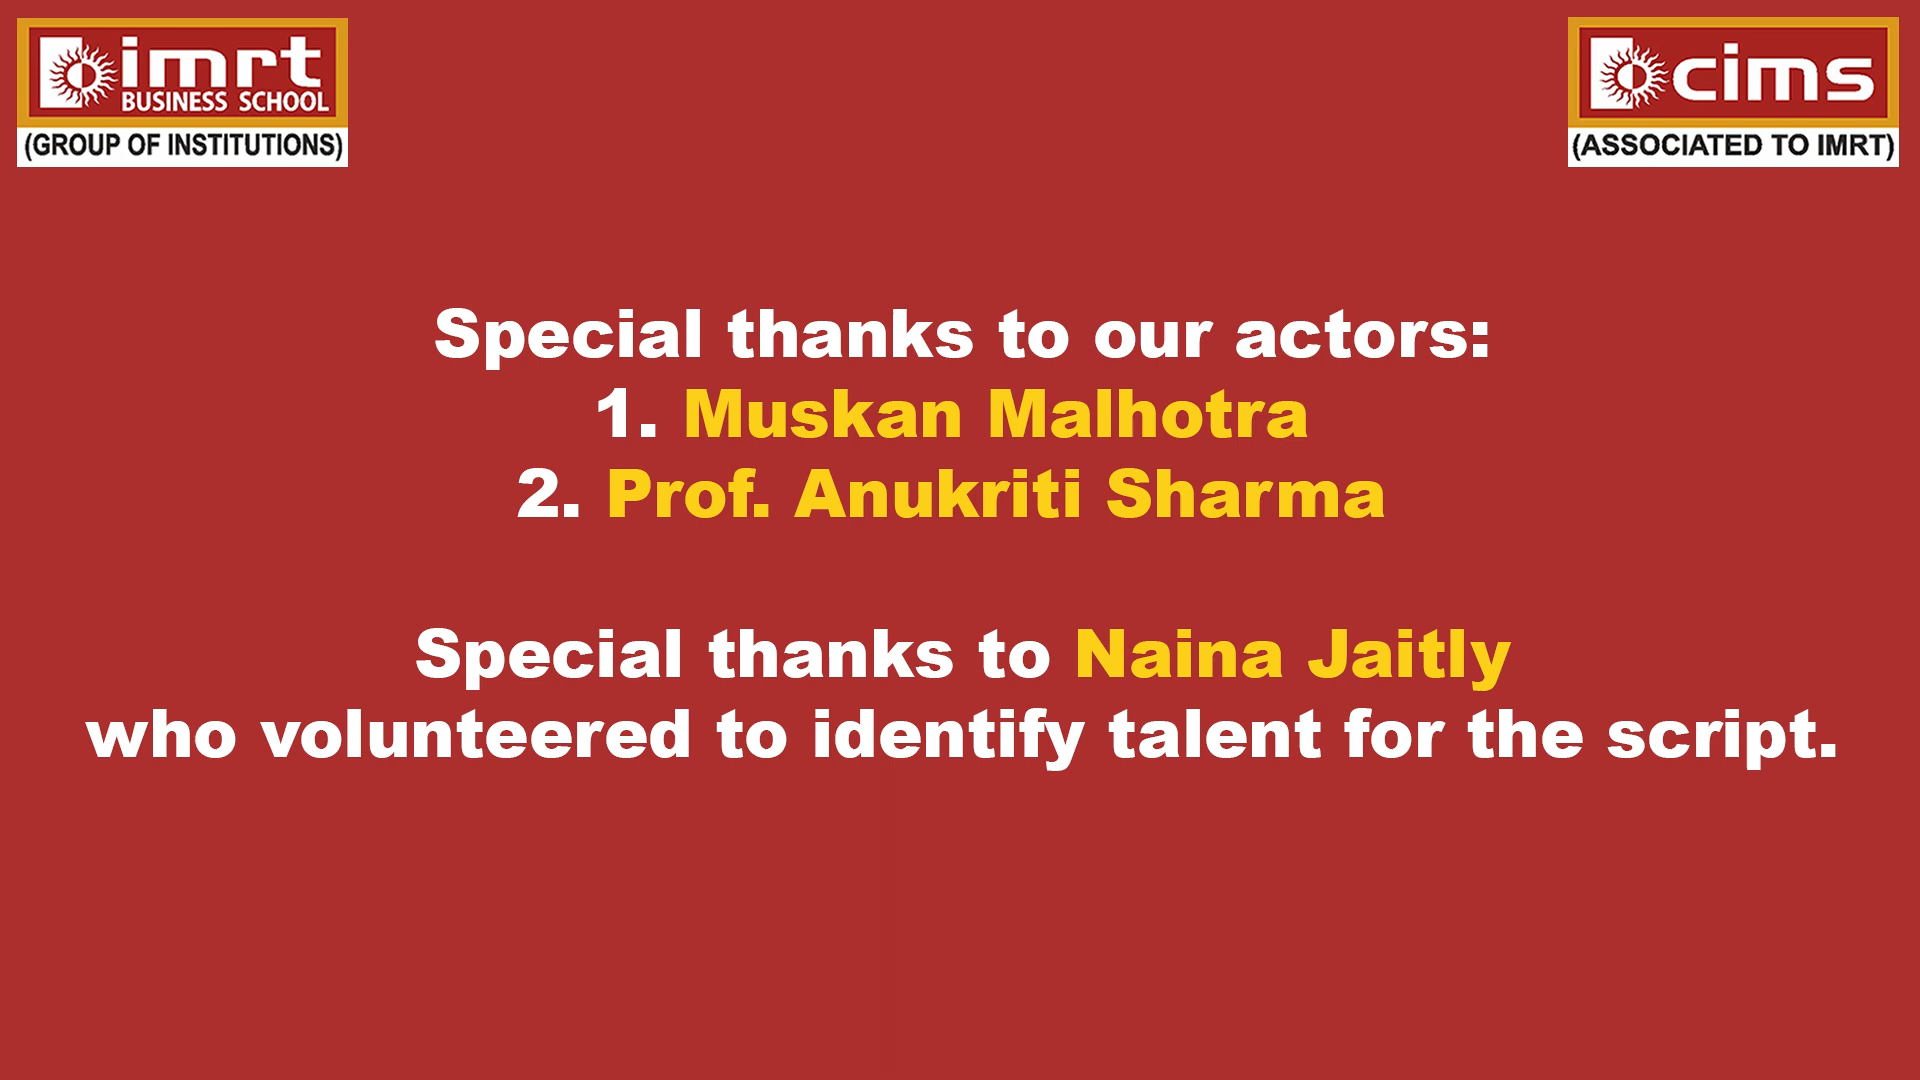 imrt
BUSINESS SCHOOL
(GROUP OF INSTITUTIONS)
cims
(ASSOCIATED TO IMRT)
Special thanks to our actors:
1. Muskan Malhotra
2. Prof. Anukriti Sharma
Special thanks to Naina Jaitly
who volunteered to identify talent for the script.